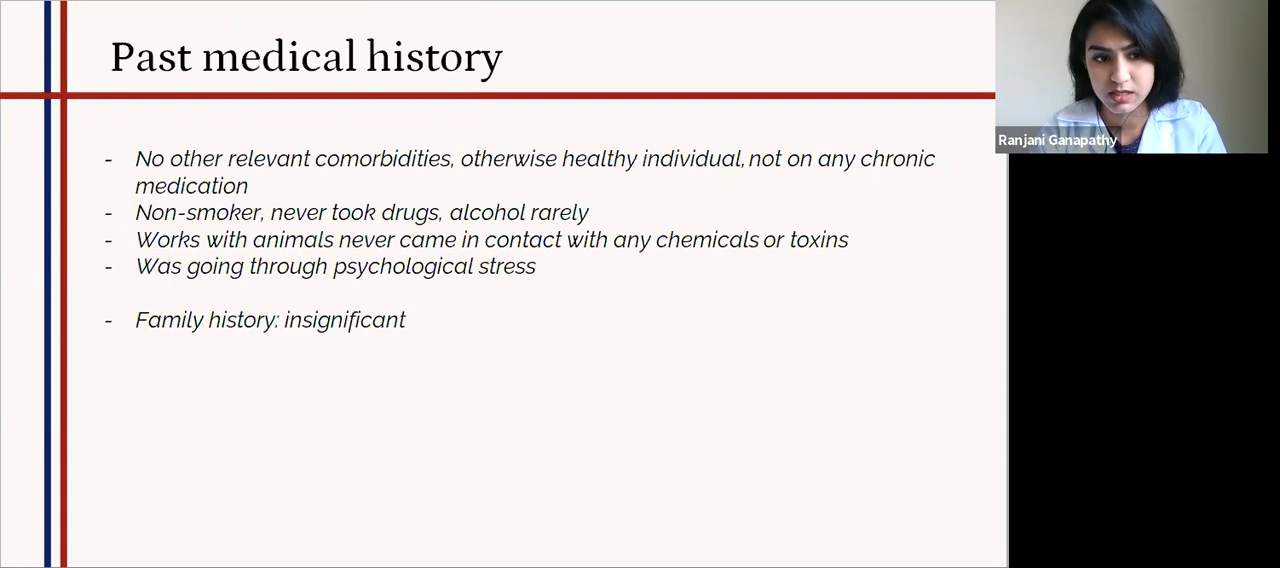 Past medical history
- No other relevant comorbidities, otherwise healthy individual, not on any chronic
medication
- Non-smoker, never took drugs, alcohol rarely
- Works with animals never came in contact with any chemicals or toxins
- Was going through psychological stress
- Family history: insignificant
Ranjani Ganapathy